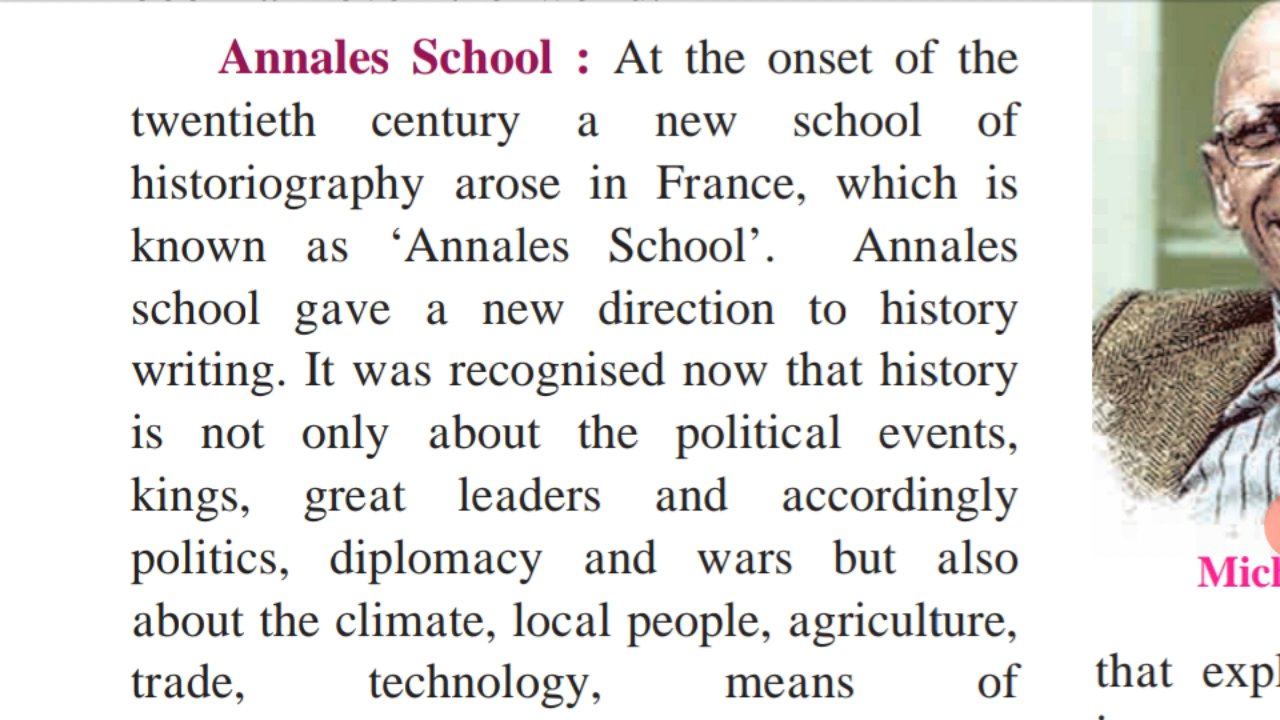 Annales School : At the onset of the
twentieth century a new school of
historiography arose in France, which is
known as ‘Annales School’. Annales
school gave a new direction to history
writing. It was recognised now that history
is not only about the political events,
kings, great leaders and accordingly
politics, diplomacy and wars but also
about the climate, local people, agriculture,
trade, technology, means of
that